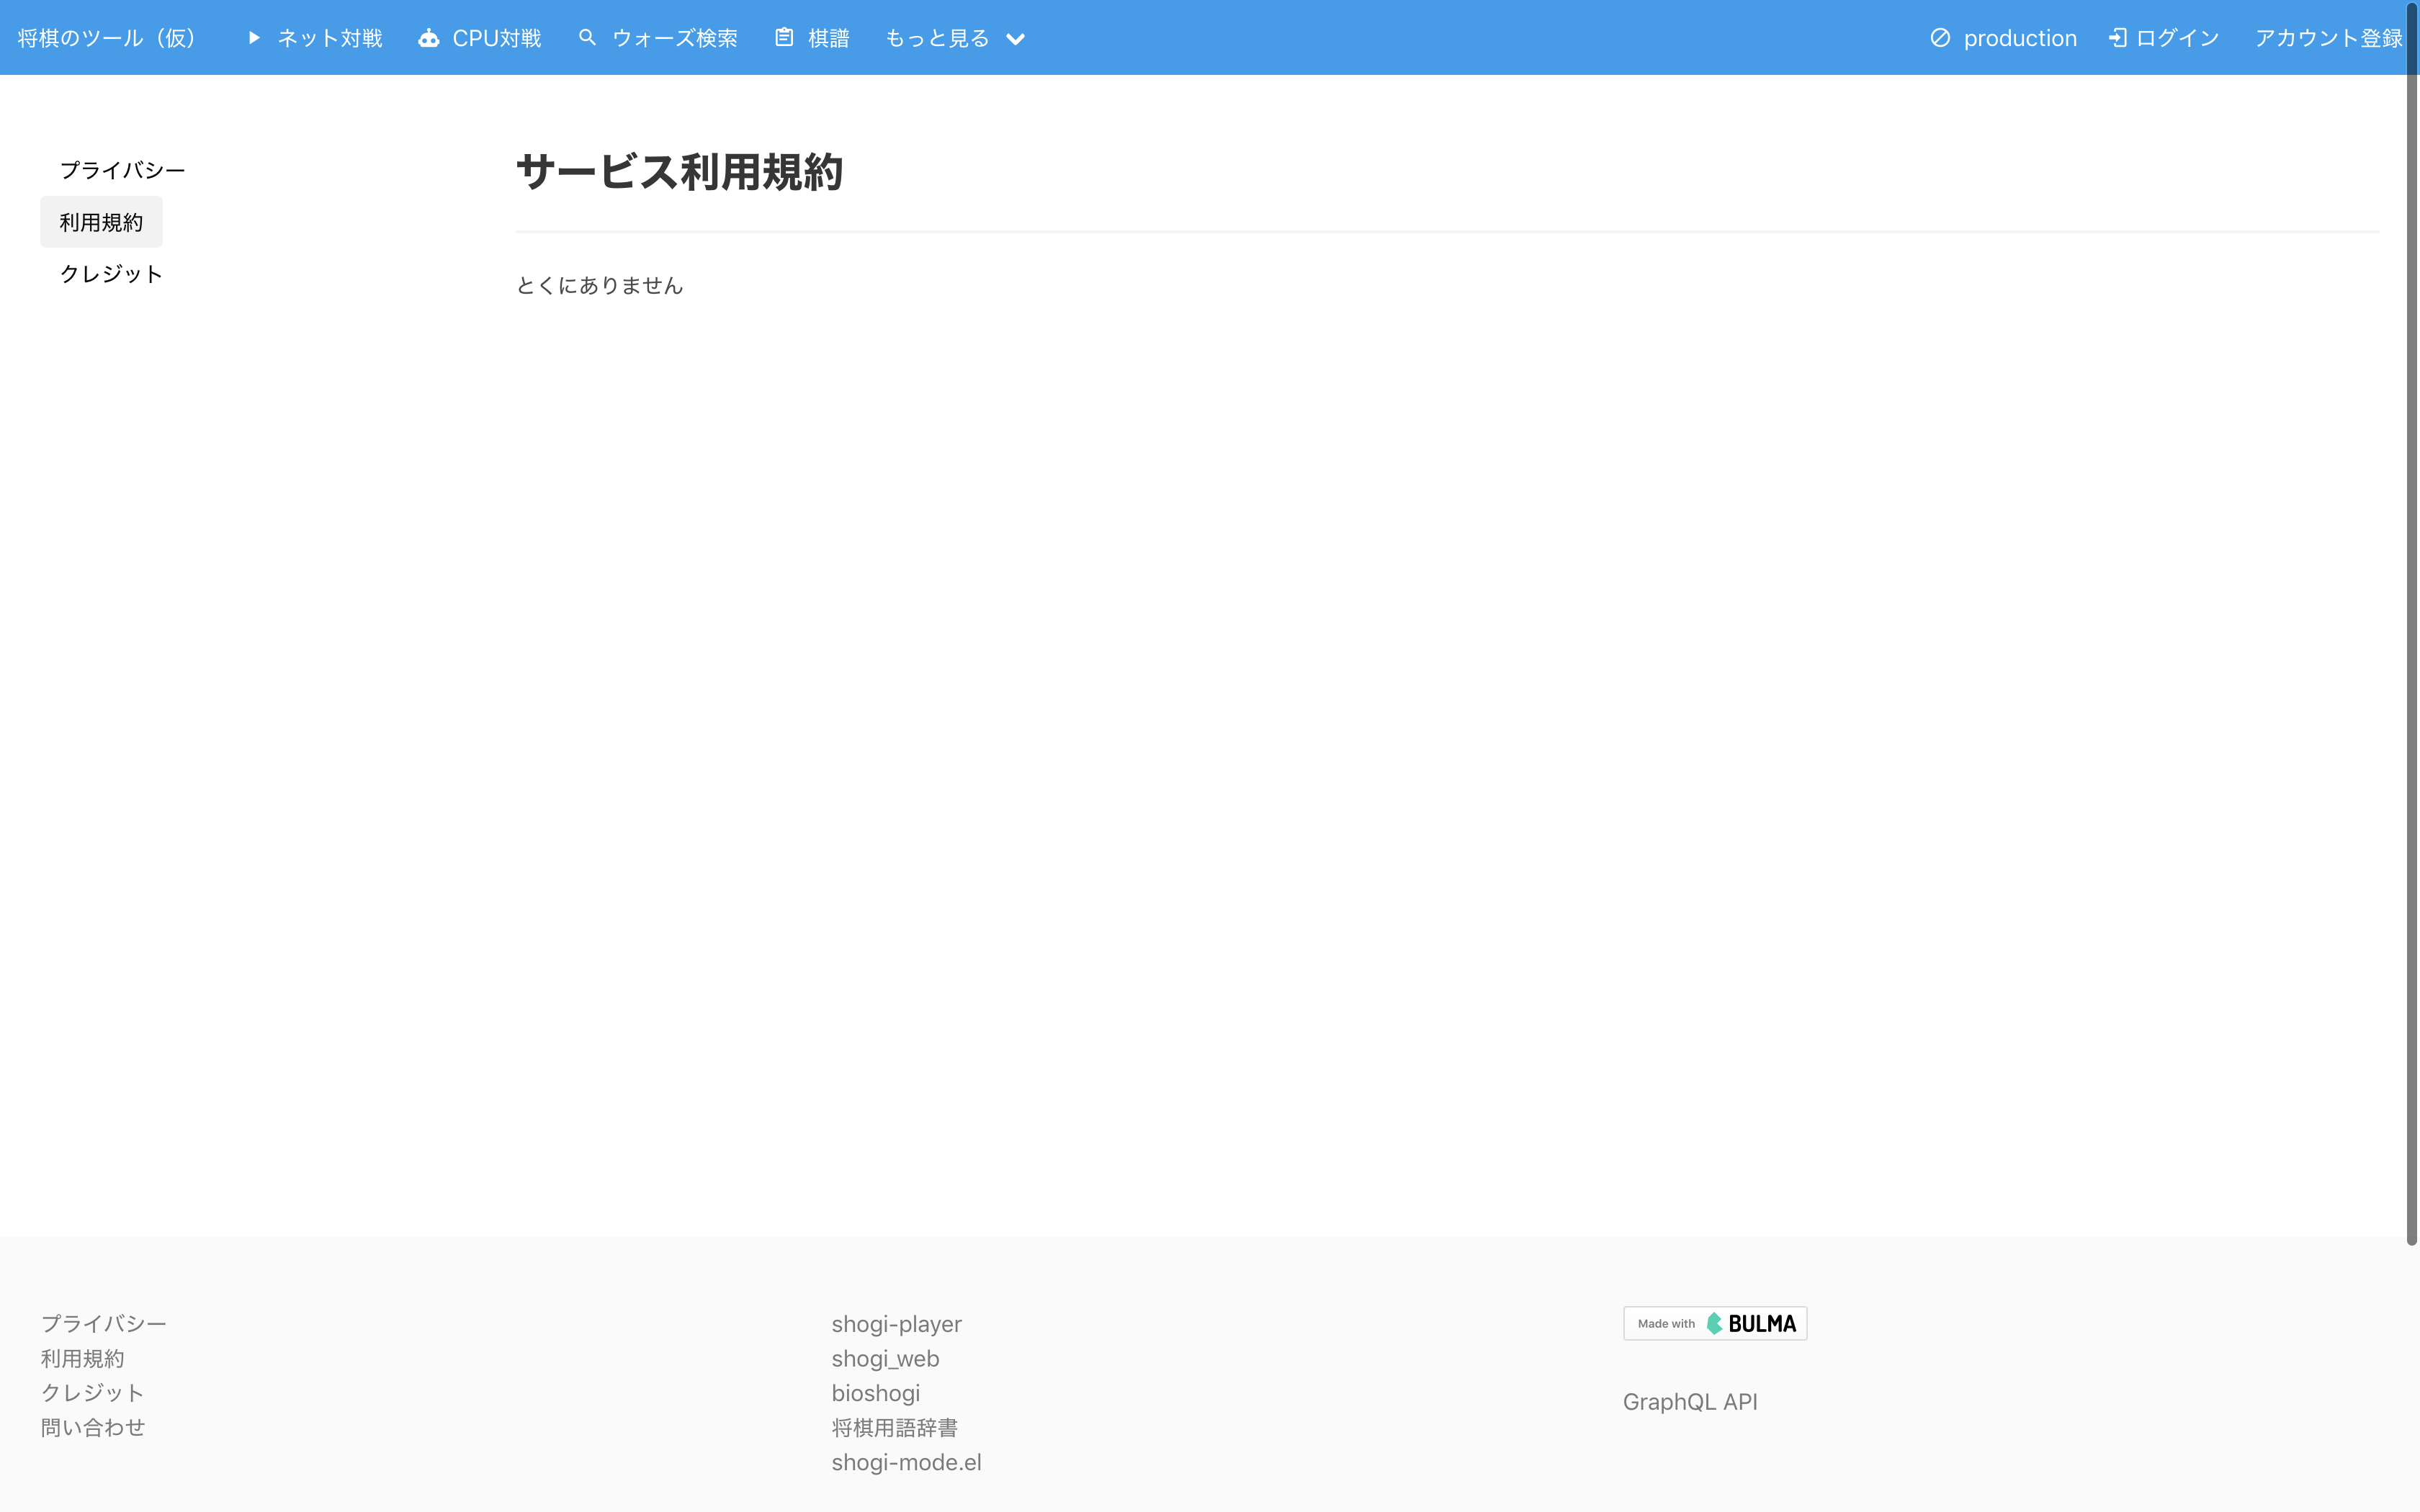 将棋のツール（仮） ネット対戦 CPU対戦 ウォーズ検索 棋譜 もっと見る production ログイン アカウント登録
プライバシー
利用規約
クレジット
サービス利用規約
とくにありません
プライバシー
利用規約
クレジット
問い合わせ
shogi-player
shogi_web
bioshogi
将棋用語辞書
shogi-mode.el
Made with BULMA
GraphQL API